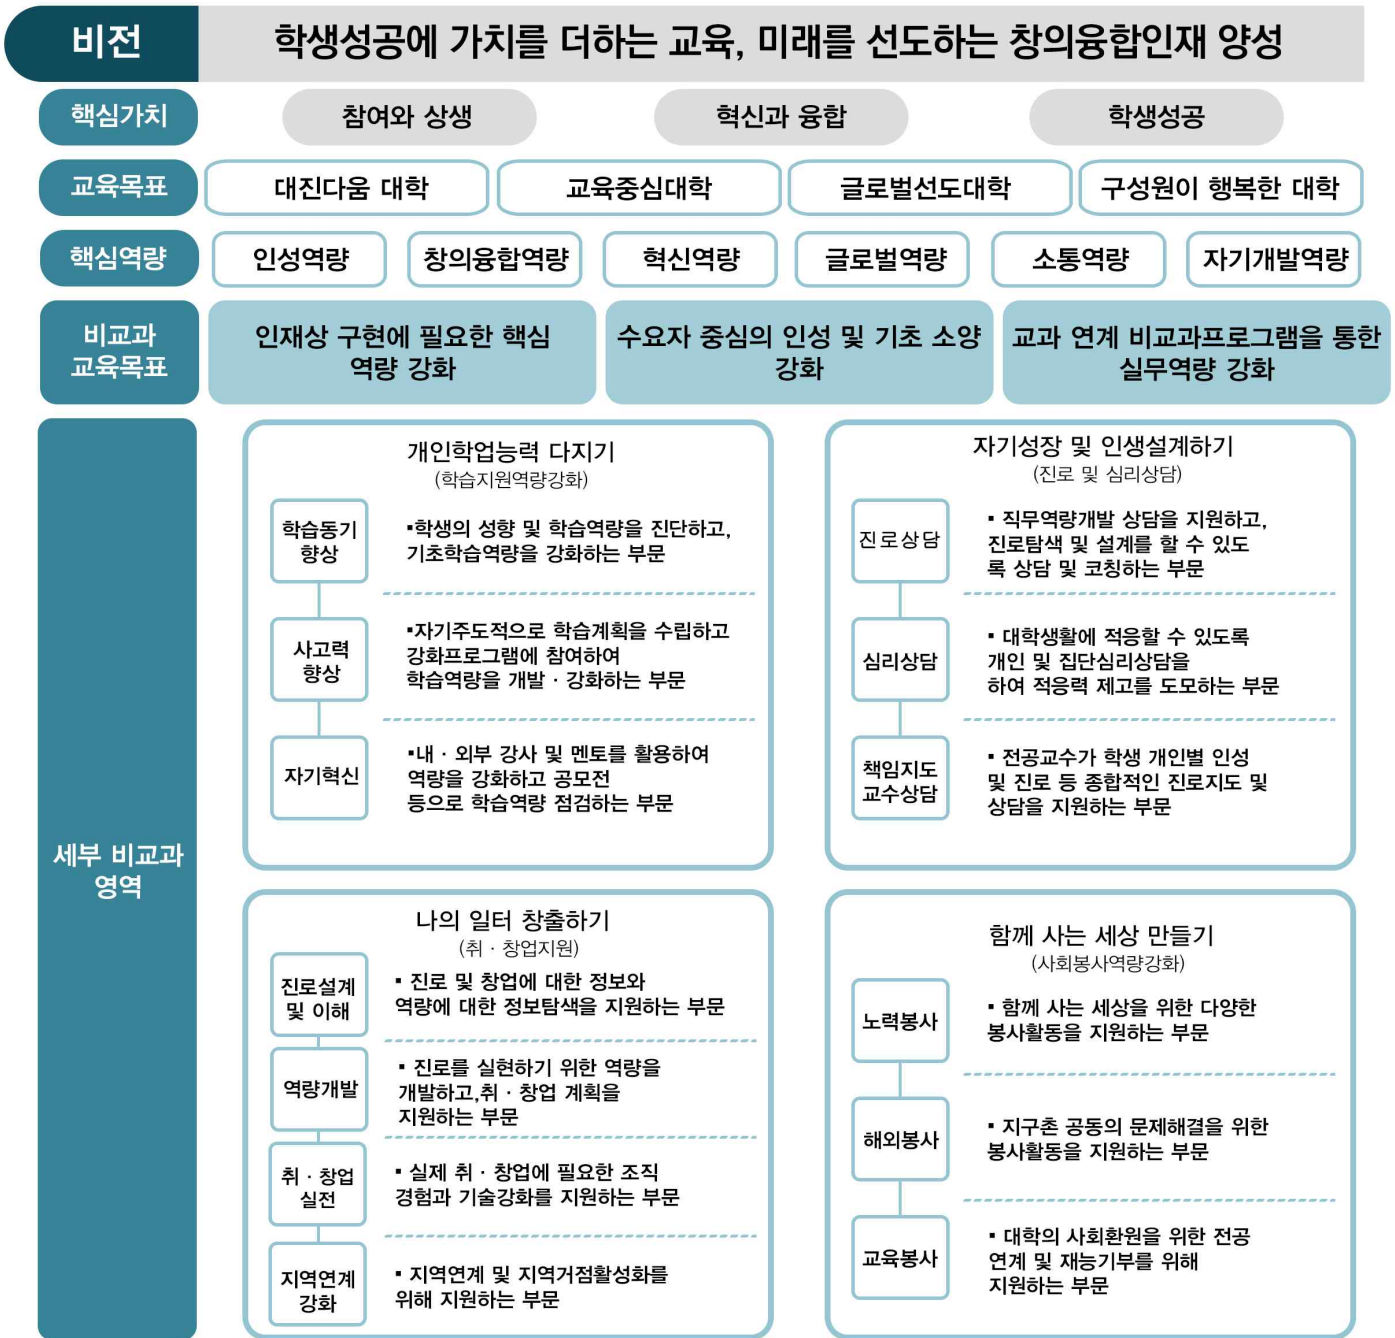 비전
학생성공에 가치를 더하는 교육, 미래를 선도하는 창의융합인재 양성
핵심가치
참여와 상생
혁신과 융합
학생성공
교육목표
대진다움 대학
교육중심대학
글로벌선도대학
구성원이 행복한 대학
핵심역량
인성역량
창의융합역량
혁신역량
글로벌역량
소통역량
자기개발역량
비교과
교육목표
인재상 구현에 필요한 핵심
역량 강화
수요자 중심의 인성 및 기초 소양
강화
교과 연계 비교과프로그램을 통한
실무역량 강화
세부 비교과
영역
개인학업능력 다지기
(학습지원역량강화)
학습동기
향상
▪학생의 성향 및 학습역량을 진단하고,
기초학습역량을 강화하는 부문
사고력
향상
▪자기주도적으로 학습계획을 수립하고
강화프로그램에 참여하여
학습역량을 개발 · 강화하는 부문
자기혁신
▪내 · 외부 강사 및 멘토를 활용하여
역량을 강화하고 공모전
등으로 학습역량 점검하는 부문
자기성장 및 인생설계하기
(진로 및 심리상담)
진로상담
▪ 직무역량개발 상담을 지원하고,
진로탐색 및 설계를 할 수 있도
록 상담 및 코칭하는 부문
심리상담
▪ 대학생활에 적응할 수 있도록
개인 및 집단심리상담을
하여 적응력 제고를 도모하는 부문
책임지도
교수상담
▪ 전공교수가 학생 개인별 인성
및 진로 등 종합적인 진로지도 및
상담을 지원하는 부문
나의 일터 창출하기
(취 · 창업지원)
진로설계
및 이해
▪ 진로 및 창업에 대한 정보와
역량에 대한 정보탐색을 지원하는 부문
역량개발
▪ 진로를 실현하기 위한 역량을
개발하고,취 · 창업 계획을
지원하는 부문
취 · 창업
실전
▪ 실제 취 · 창업에 필요한 조직
경험과 기술강화를 지원하는 부문
지역연계
강화
▪ 지역연계 및 지역거점활성화를
위해 지원하는 부문
함께 사는 세상 만들기
(사회봉사역량강화)
노력봉사
▪ 함께 사는 세상을 위한 다양한
봉사활동을 지원하는 부문
해외봉사
▪ 지구촌 공동의 문제해결을 위한
봉사활동을 지원하는 부문
교육봉사
▪ 대학의 사회환원을 위한 전공
연계 및 재능기부를 위해
지원하는 부문